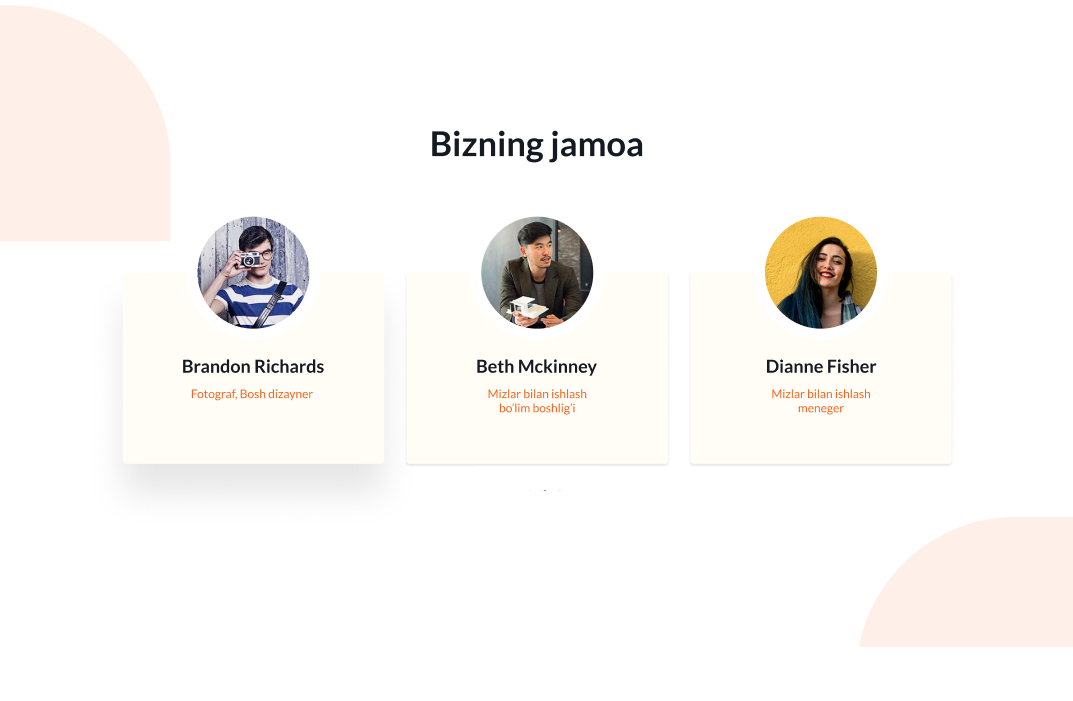 Bizning jamoa
Brandon Richards
Fotograf, Bosh dizayner
Beth Mckinney
Mizlar bilan ishlash
bo‘lim boshlig‘i
Dianne Fisher
Mizlar bilan ishlash
meneger